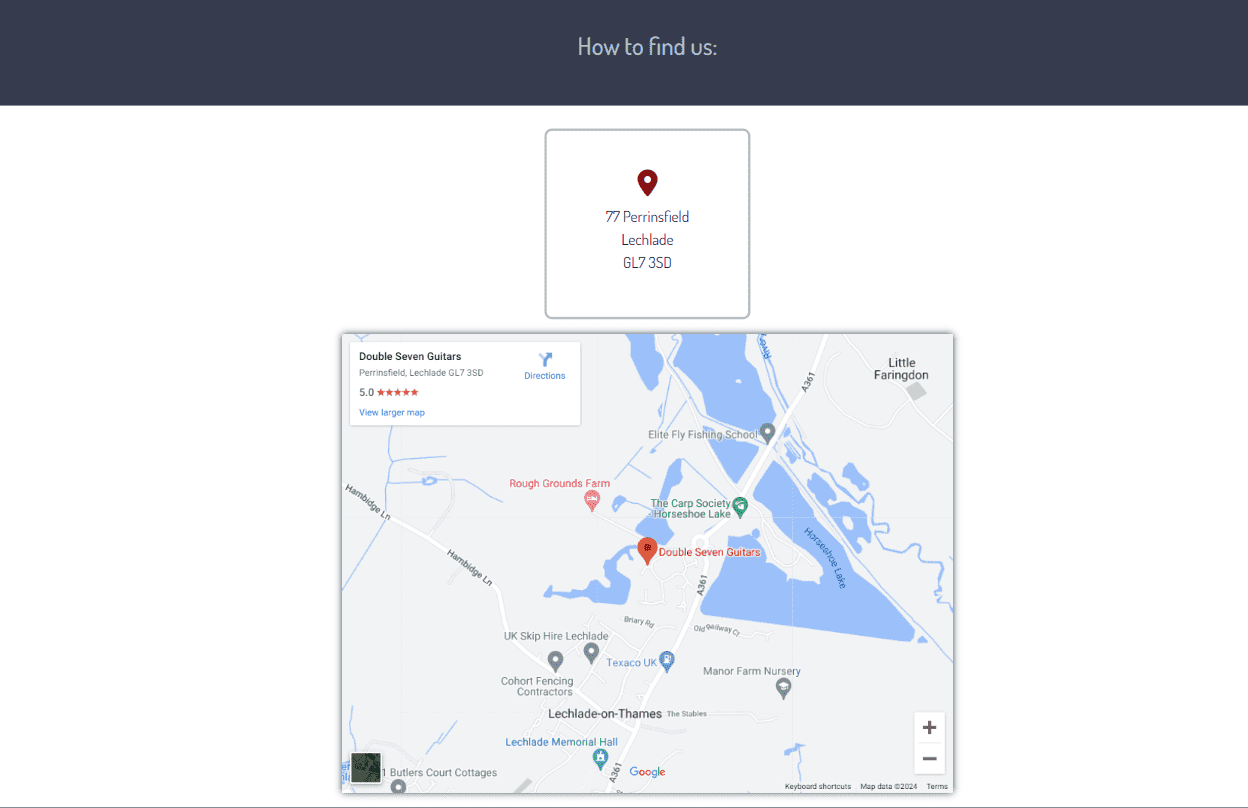 How to find us:
77 Perrinsfield
Lechlade
GL7 3SD
Double Seven Guitars
Perrinsfield, Lechlade GL7 3SD
5.0
Directions
View larger map
Little
Faringdon
A361
Elite Fly Fishing School
Rough Grounds Farm
The Carp Society
Horseshoe Lake
Hambidge Ln
Double Seven Guitars
Horseshoe Lake
Hambidge Ln
A361
Briary Rd
Old Railway Cl
UK Skip Hire Lechlade
Texaco UK
Manor Farm Nursery
Cohort Fencing
Contractors
Lechlade-on-Thames
The Stables
Lechlade Memorial Hall
A361
1 Butlers Court Cottages
Google
Keyboard shortcuts
Map data ©2024
Terms